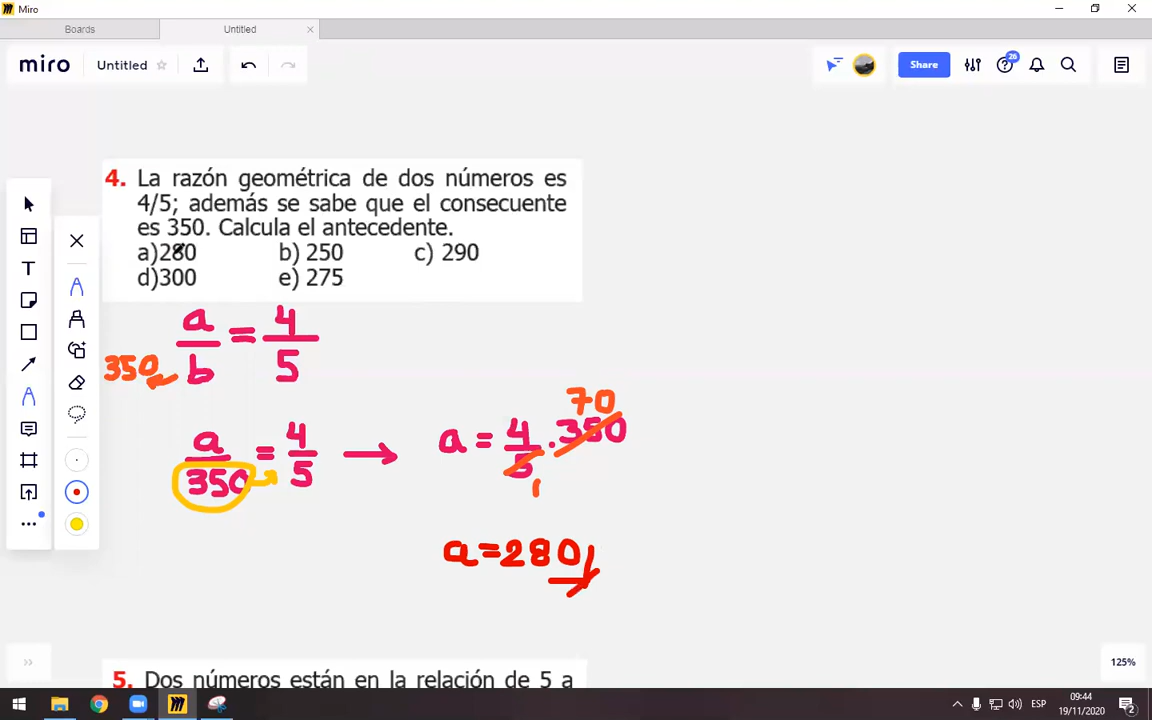 Miro
Boards
Untitled
miro
Untitled
Share
26
4. La razón geométrica de dos números es
4/5; además se sabe que el consecuente
es 350. Calcula el antecedente.
a)280 b) 250 c) 290
d)300 e) 275
a/b = 4/5
350
a/350 = 4/5 → a = 4/5 . 350
70
1
a=280
5. Dos números están en la relación de 5 a
125%
09:44
ESP
19/11/2020
2